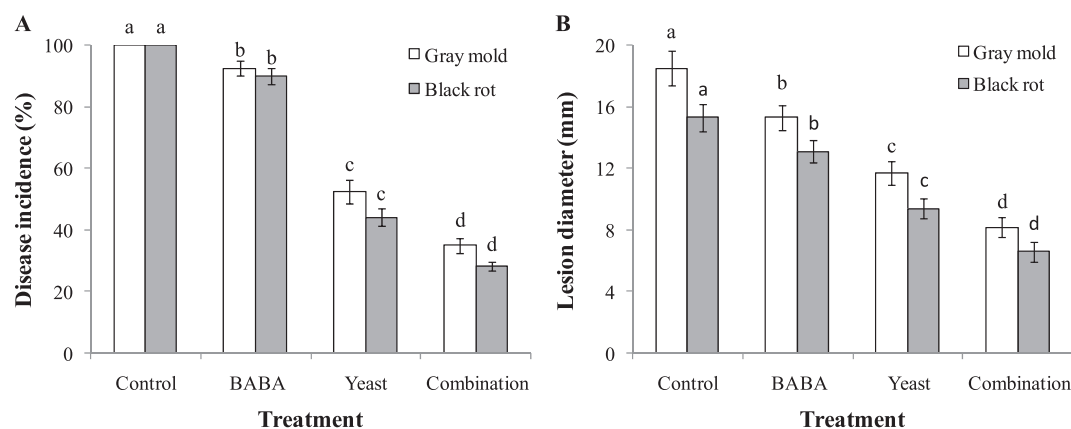 A
Disease incidence (%)
100
80
60
40
20
0
a a
b b
c c
d d
Gray mold
Black rot
Control BABA Yeast Combination
Treatment
B
Lesion diameter (mm)
20
16
12
8
4
0
a a
b b
c c
d d
Gray mold
Black rot
Control BABA Yeast Combination
Treatment